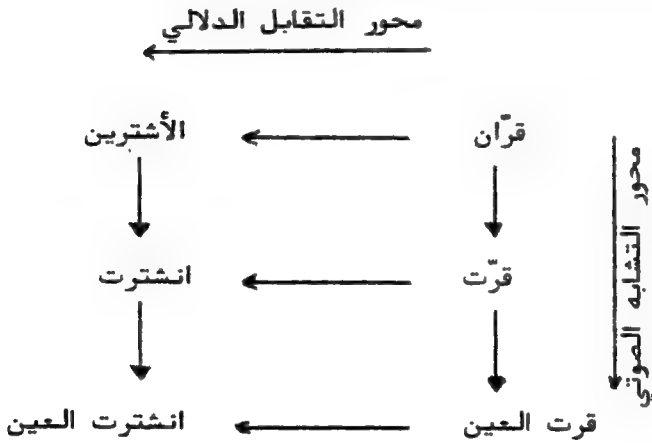 محور التقابل الدلالي
قرّان الأشترين
قرّت انشترت
قرت العين انشترت العين
محور التشابه الصوتي